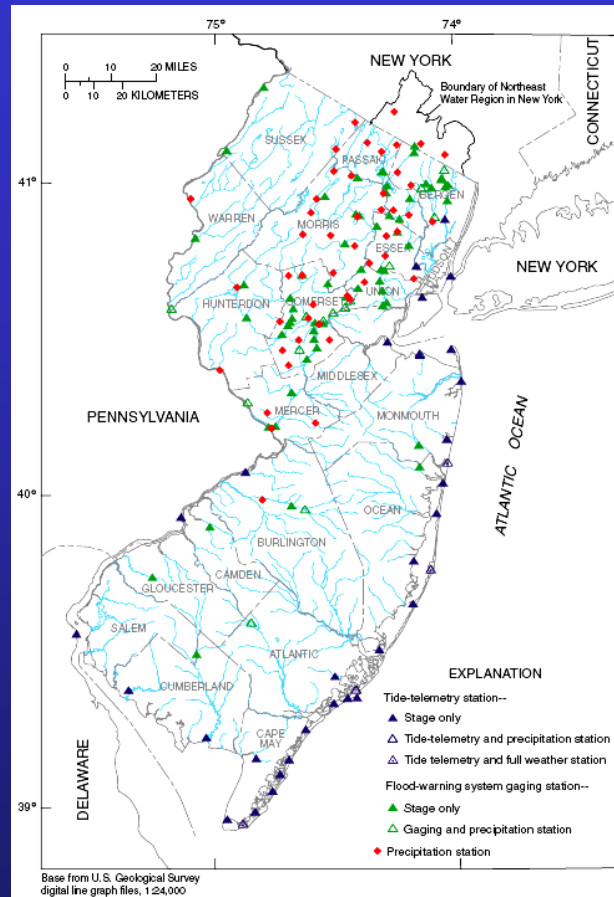 75°
74°
NEW YORK
CONNECTICUT
0 10 20 MILES
0 10 20 KILOMETERS
Boundary of Northeast
Water Region in New York
SUSSEX
PASSAIC
41°
41°
BERGEN
WARREN
MORRIS
ESSEX
HUDSON
NEW YORK
UNION
HUNTERDON
SOMERSET
MIDDLESEX
PENNSYLVANIA
MERCER
MONMOUTH
ATLANTIC OCEAN
40°
40°
OCEAN
BURLINGTON
CAMDEN
GLOUCESTER
SALEM
ATLANTIC
CUMBERLAND
CAPE
MAY
DELAWARE
39°
EXPLANATION
Tide-telemetry station--
Stage only
Tide-telemetry and precipitation station
Tide telemetry and full weather station
Flood-warning system gaging station--
Stage only
Gaging and precipitation station
Precipitation station
Base from U.S. Geological Survey
digital line graph files, 1:24,000